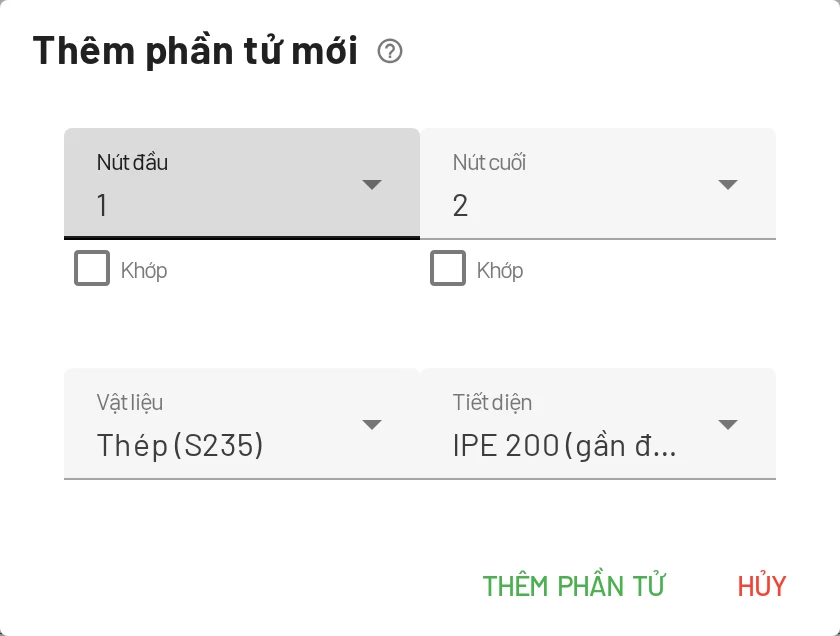 Thêm phần tử mới
Nút đầu
1
Nút cuối
2
Khớp
Khớp
Vật liệu
Thép (S235)
Tiết diện
IPE 200 (gần đ...
THÊM PHẦN TỬ
HỦY